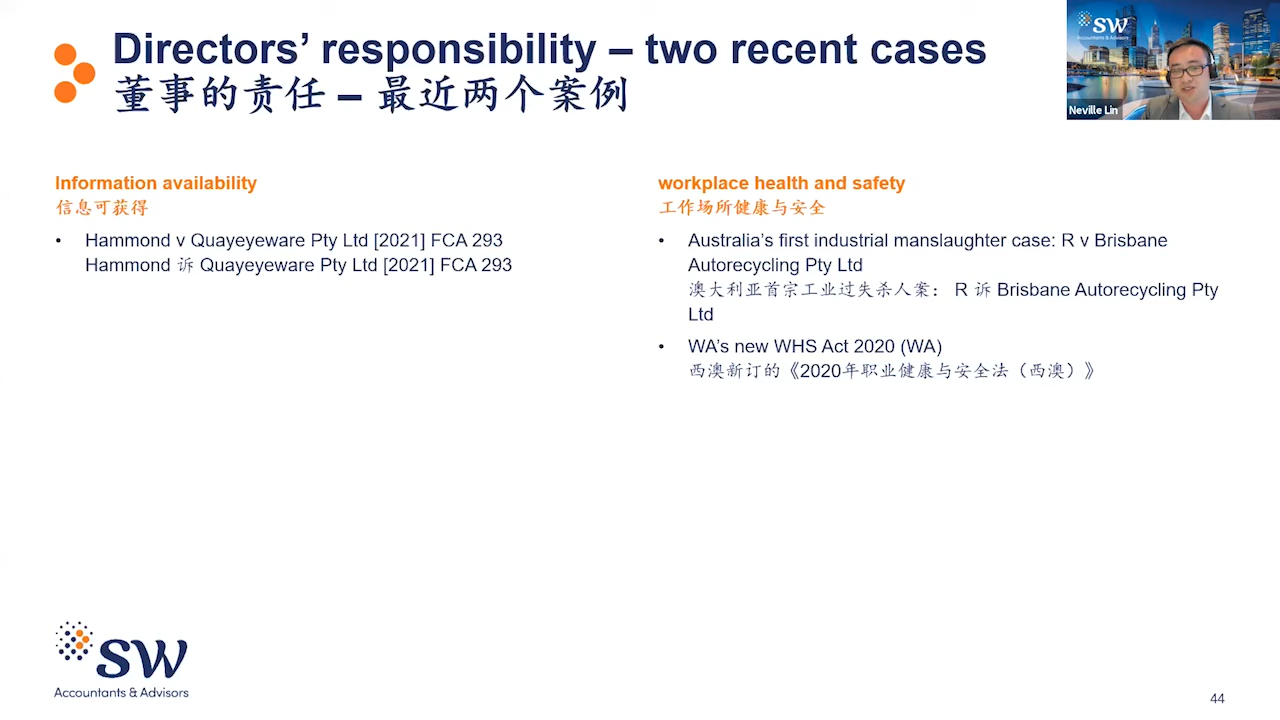 Directors’ responsibility – two recent cases
董事的责任 – 最近两个案例
SW
Accountants & Advisors
Neville Lin
Information availability
信息可获得
• Hammond v Quayeyeware Pty Ltd [2021] FCA 293
Hammond 诉 Quayeyeware Pty Ltd [2021] FCA 293
workplace health and safety
工作场所健康与安全
• Australia’s first industrial manslaughter case: R v Brisbane
Autorecycling Pty Ltd
澳大利亚首宗工业过失杀人案： R 诉 Brisbane Autorecycling Pty
Ltd
• WA’s new WHS Act 2020 (WA)
西澳新订的《2020年职业健康与安全法（西澳）》
SW
Accountants & Advisors
44